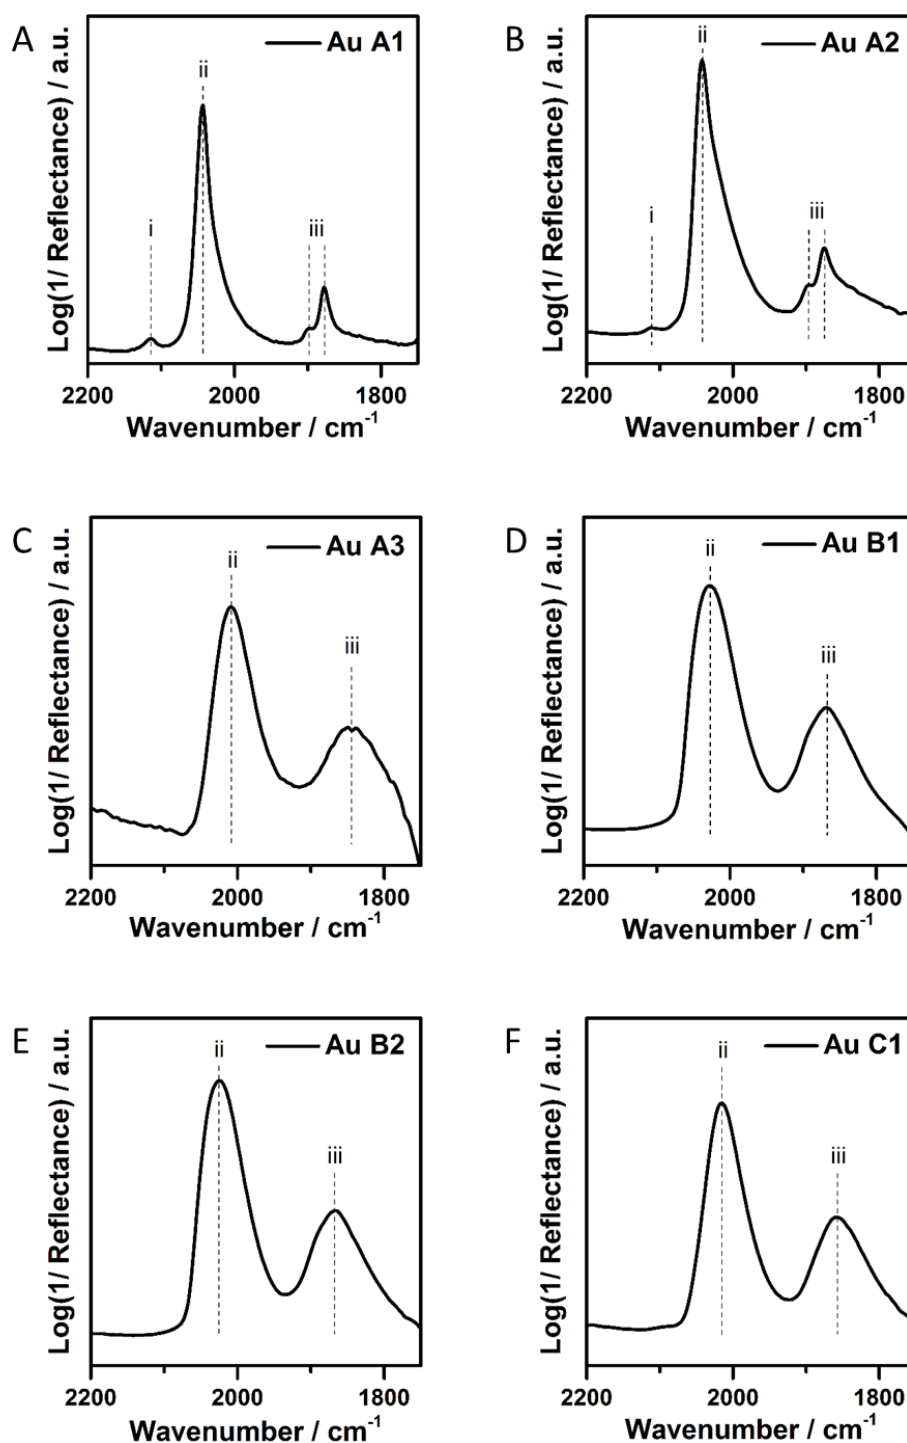 A
Au A1
ii
i
iii
Log(1/ Reflectance) / a.u.
2200
2000
1800
Wavenumber / cm-1
B
Au A2
ii
i
iii
Log(1/ Reflectance) / a.u.
2200
2000
1800
Wavenumber / cm-1
C
Au A3
ii
iii
Log(1/ Reflectance) / a.u.
2200
2000
1800
Wavenumber / cm-1
D
Au B1
ii
iii
Log(1/ Reflectance) / a.u.
2200
2000
1800
Wavenumber / cm-1
E
Au B2
ii
iii
Log(1/ Reflectance) / a.u.
2200
2000
1800
Wavenumber / cm-1
F
Au C1
ii
iii
Log(1/ Reflectance) / a.u.
2200
2000
1800
Wavenumber / cm-1